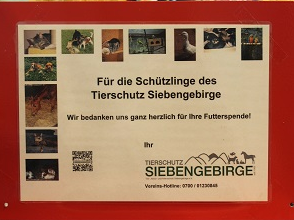 Für die Schützlinge des
Tierschutz Siebengebirge
Wir bedanken uns ganz herzlich für Ihre Futterspende!
Ihr
TIERSCHUTZ
SIEBENGEBIRGE
Vereins-Hotline: 0700 / 81230845